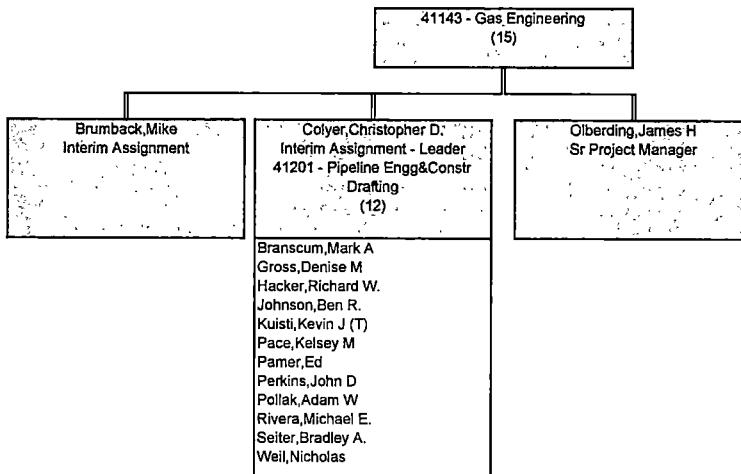 41143 - Gas Engineering
(15)
Brumback,Mike
Interim Assignment
Colyer,Christopher D.
Interim Assignment - Leader
41201 - Pipeline Engg&Constr
Drafting
(12)
Olberding,James H
Sr Project Manager
Branscum,Mark A
Gross,Denise M
Hacker,Richard W.
Johnson,Ben R.
Kuisti,Kevin J (T)
Pace,Kelsey M
Pamer,Ed
Perkins,John D
Pollak,Adam W
Rivera,Michael E.
Seiter,Bradley A.
Weil,Nicholas